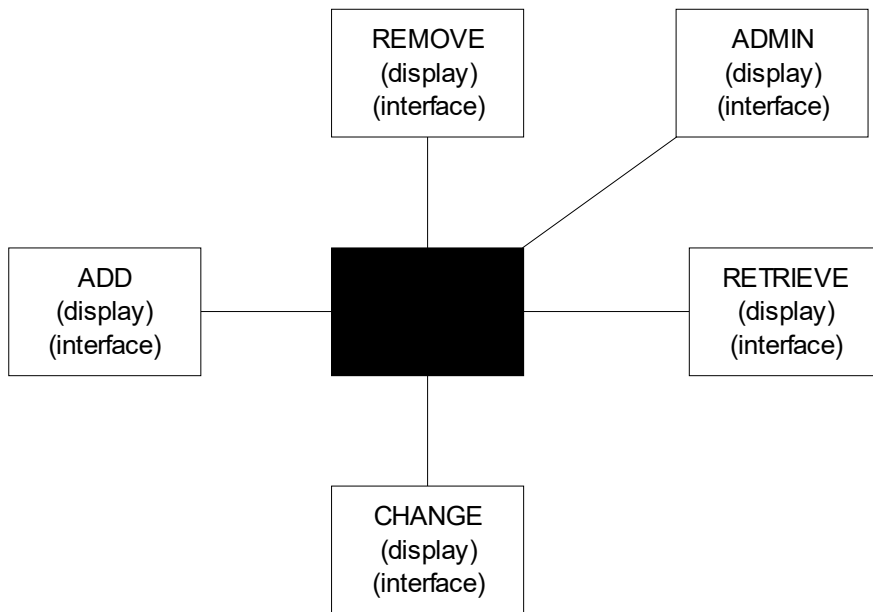 REMOVE
(display)
(interface)
ADMIN
(display)
(interface)
ADD
(display)
(interface)
RETRIEVE
(display)
(interface)
CHANGE
(display)
(interface)